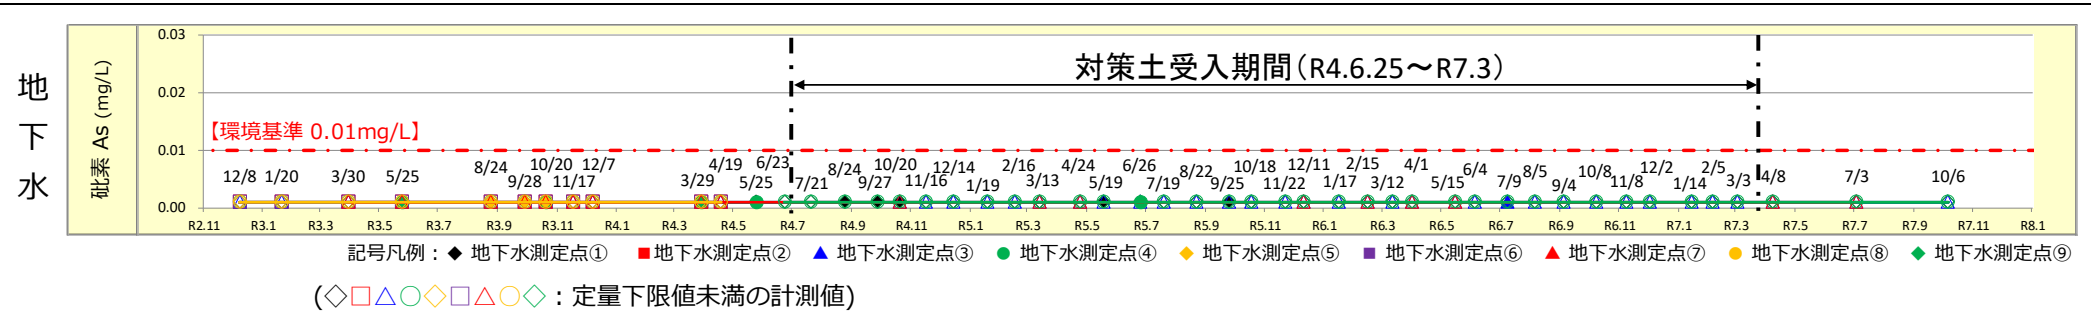 地下水
砒素 As (mg/L)
0.03
0.02
0.01
0.00
対策土受入期間（R4.6.25～R7.3）
【環境基準 0.01mg/L】
12/8 1/20 3/30 5/25 8/24 9/28 10/20 11/17 12/7 3/29 4/19 5/25 6/23 7/21 8/24 9/27 10/20 11/16 12/14 1/19 2/16 3/13 4/24 5/19 6/26 7/19 8/22 9/25 10/18 11/22 12/11 1/17 2/15 3/12 4/1 5/15 6/4 7/9 8/5 9/4 10/8 11/8 12/2 1/14 2/5 3/3 4/8 7/3 10/6
R2.11 R3.1 R3.3 R3.5 R3.7 R3.9 R3.11 R4.1 R4.3 R4.5 R4.7 R4.9 R4.11 R5.1 R5.3 R5.5 R5.7 R5.9 R5.11 R6.1 R6.3 R6.5 R6.7 R6.9 R6.11 R7.1 R7.3 R7.5 R7.7 R7.9 R7.11 R8.1
記号凡例：◆ 地下水測定点① ■地下水測定点② ▲ 地下水測定点③ ● 地下水測定点④ ◆ 地下水測定点⑤ ■ 地下水測定点⑥ ▲ 地下水測定点⑦ ● 地下水測定点⑧ ◆ 地下水測定点⑨
(◇□△○◇□△○◇：定量下限値未満の計測値)